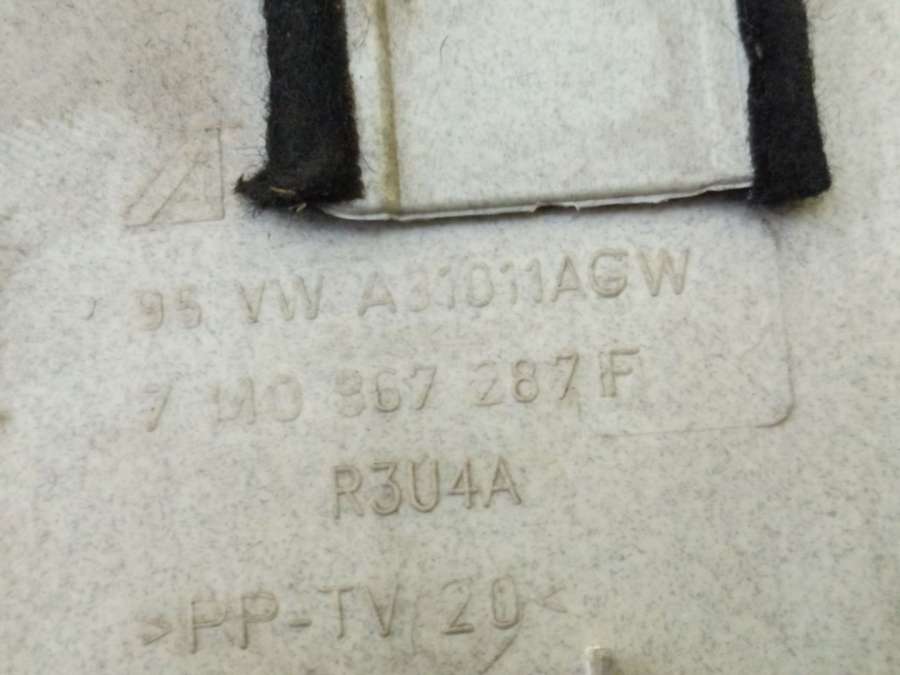 95 VW A31011AGW
7 M0 867 287 F
R3U4A
>PP-TV 20<